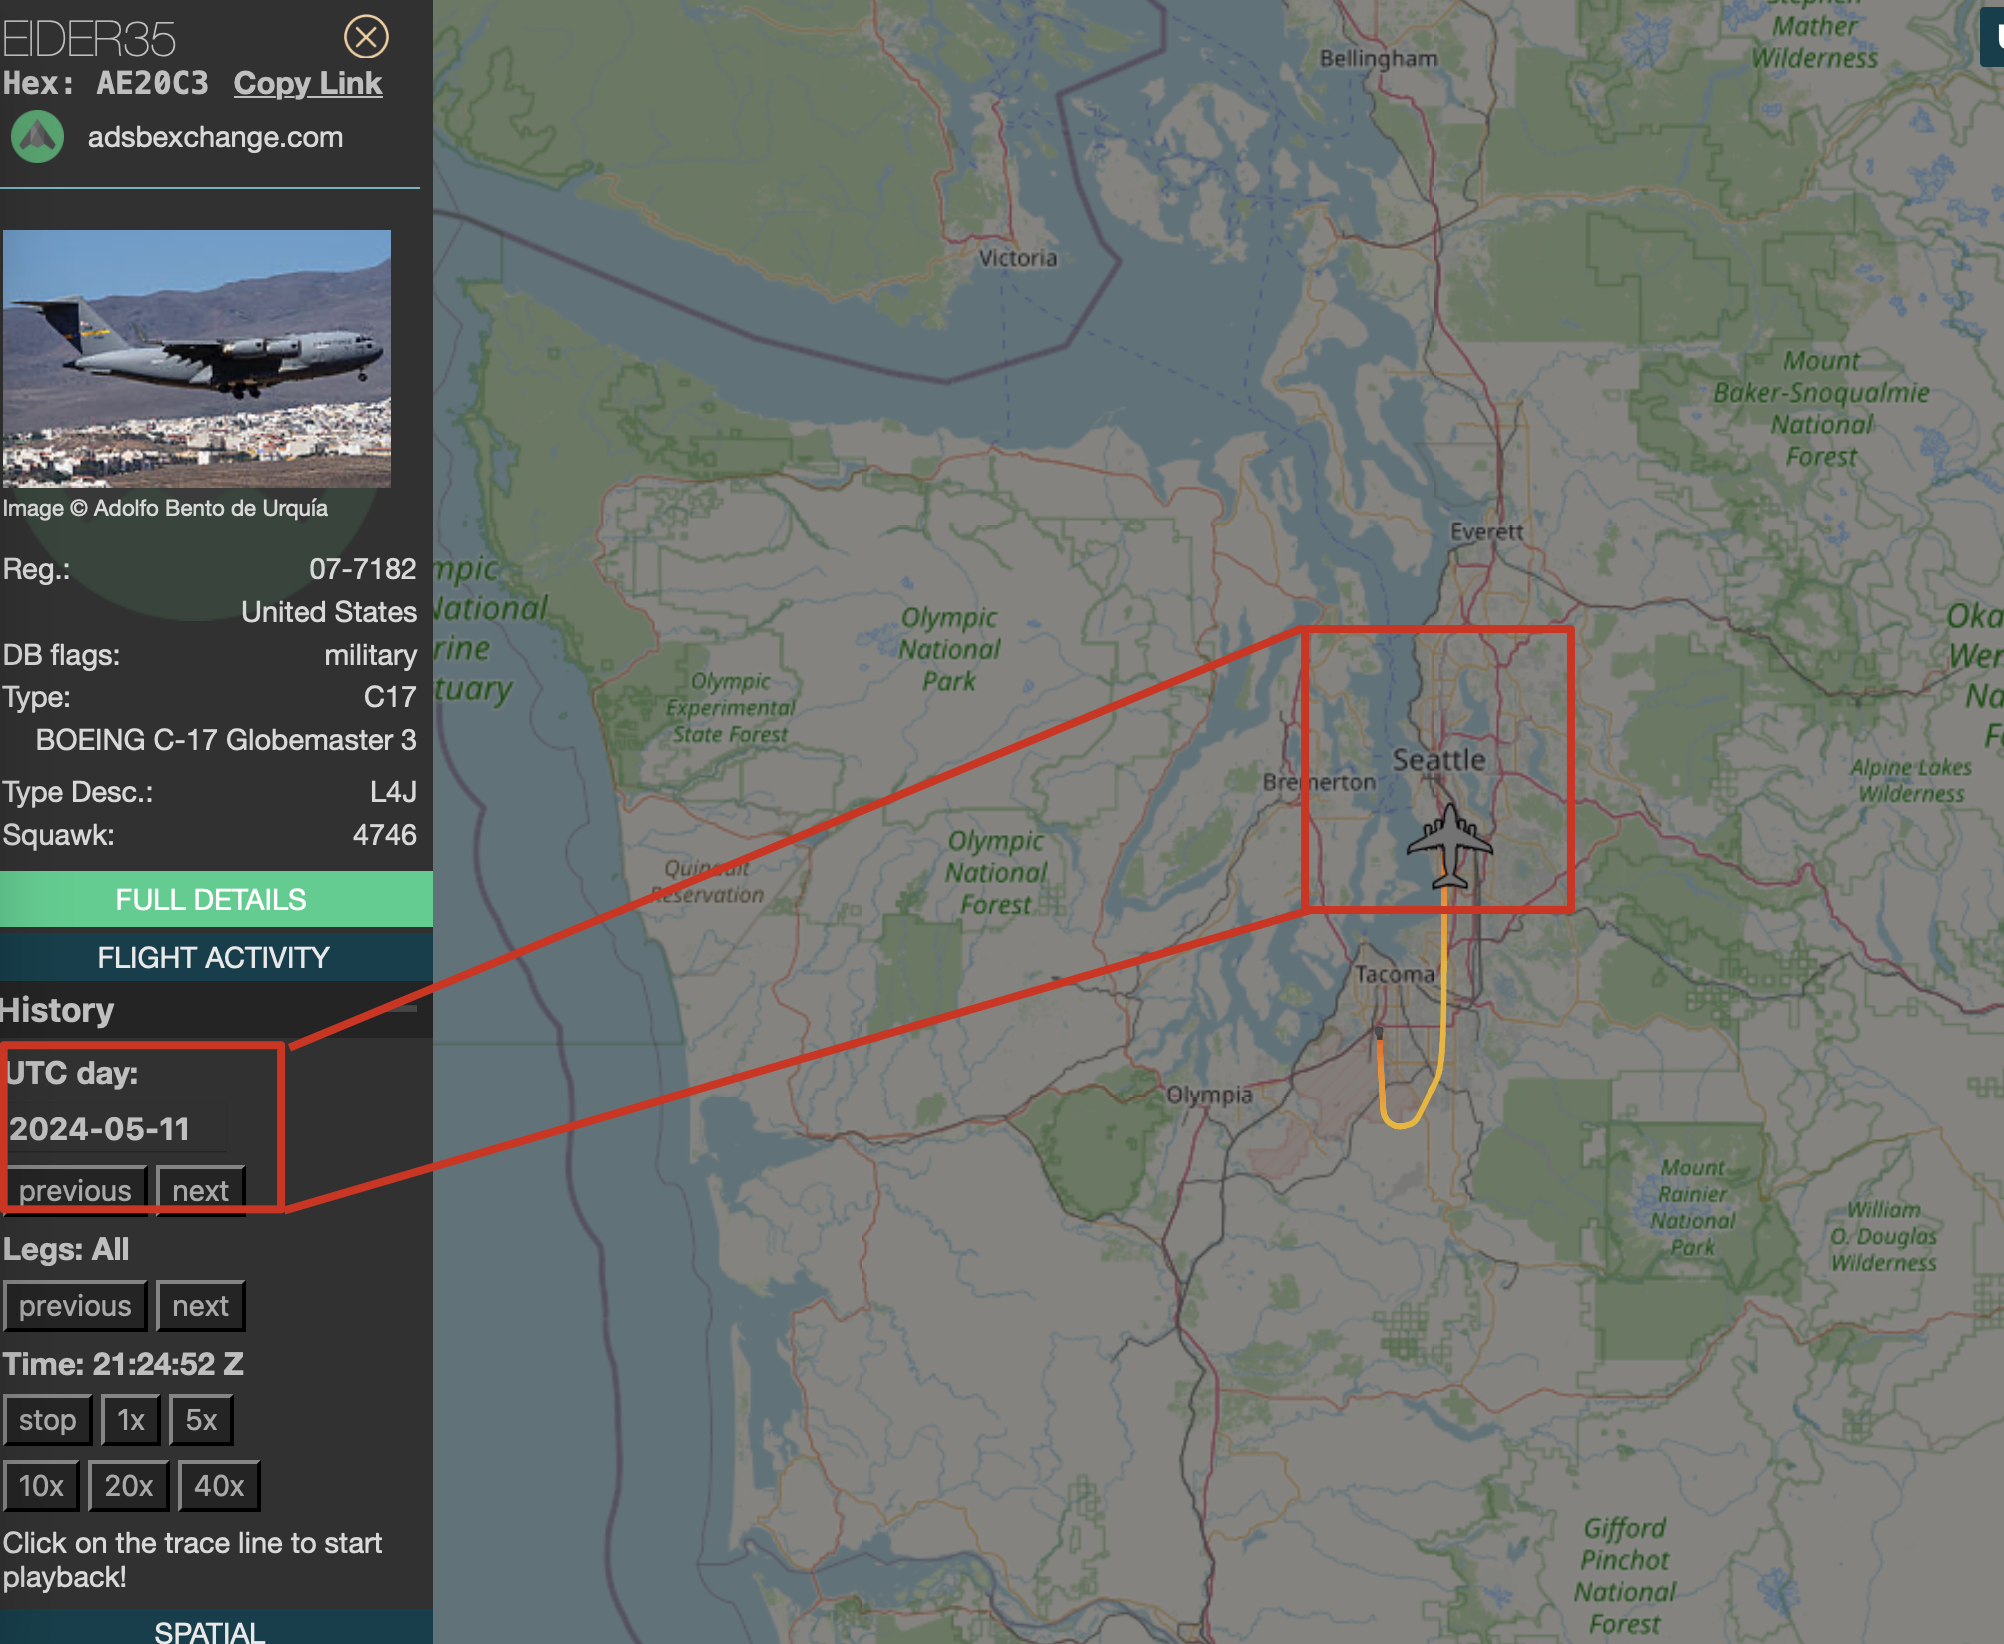 EIDER35
Hex: AE20C3 Copy Link
adsbexchange.com
Image © Adolfo Bento de Urquía
Reg.: 07-7182
United States
DB flags: military
Type: C17
BOEING C-17 Globemaster 3
Type Desc.: L4J
Squawk: 4746
FULL DETAILS
FLIGHT ACTIVITY
History
UTC day:
2024-05-11
previous next
Legs: All
previous next
Time: 21:24:52 Z
stop 1x 5x
10x 20x 40x
Click on the trace line to start
playback!
SPATIAL
Bellingham
Mather
Wilderness
Victoria
Mount
Baker-Snoqualmie
National
Forest
Everett
mpic
National
rine
tuary
Olympic
National
Park
Olympic
Experimental
State Forest
Seattle
Bremerton
Alpine Lakes
Wilderness
Quinault
Reservation
Olympic
National
Forest
Tacoma
Olympia
Mount
Rainier
National
Park
William
O. Douglas
Wilderness
Gifford
Pinchot
National
Forest
Oka
Wer
Na